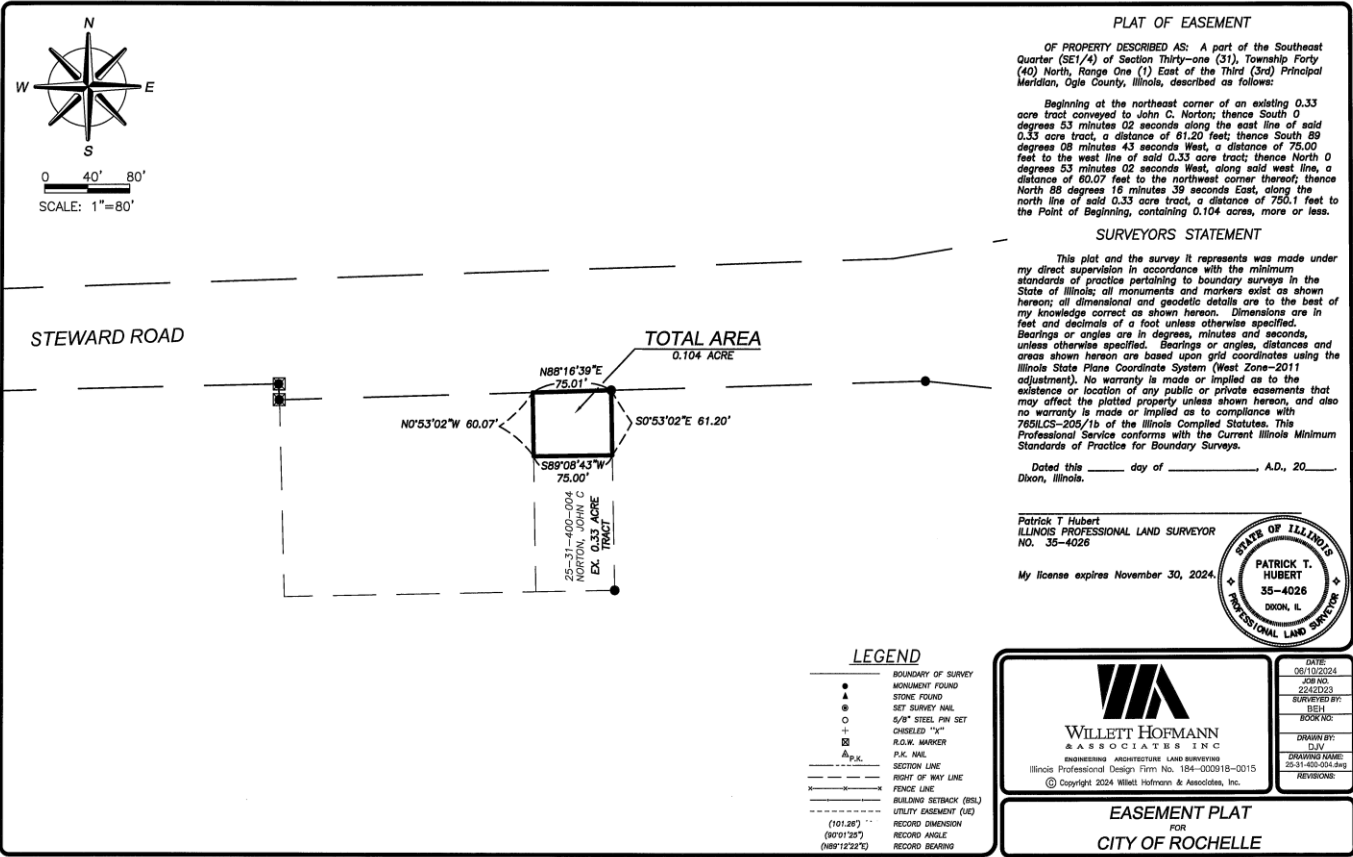 N
W
E
S
0 40' 80'
SCALE: 1"=80'
STEWARD ROAD
TOTAL AREA
0.104 ACRE
N88°16'39"E
75.01'
N0°53'02"W 60.07'
S0°53'02"E 61.20'
S89°08'43"W
75.00'
25-31-400-004
NORTON, JOHN C
EX. 0.33 ACRE
TRACT
PLAT OF EASEMENT
OF PROPERTY DESCRIBED AS: A part of the Southeast
Quarter (SE1/4) of Section Thirty-one (31), Township Forty
(40) North, Range One (1) East of the Third (3rd) Principal
Meridian, Ogle County, Illinois, described as follows:
Beginning at the northeast corner of an existing 0.33
acre tract conveyed to John C. Norton; thence South 0
degrees 53 minutes 02 seconds along the east line of said
0.33 acre tract, a distance of 61.20 feet; thence South 89
degrees 08 minutes 43 seconds West, a distance of 75.00
feet to the west line of said 0.33 acre tract; thence North 0
degrees 53 minutes 02 seconds West, along said west line, a
distance of 60.07 feet to the northwest corner thereof; thence
North 88 degrees 16 minutes 39 seconds East, along the
north line of said 0.33 acre tract, a distance of 750.1 feet to
the Point of Beginning, containing 0.104 acres, more or less.
SURVEYORS STATEMENT
This plat and the survey it represents was made under
my direct supervision in accordance with the minimum
standards of practice pertaining to boundary surveys in the
State of Illinois; all monuments and markers exist as shown
hereon; all dimensional and geodetic details are to the best of
my knowledge correct as shown hereon. Dimensions are in
feet and decimals of a foot unless otherwise specified.
Bearings or angles are in degrees, minutes and seconds,
unless otherwise specified. Bearings or angles, distances and
areas shown hereon are based upon grid coordinates using the
Illinois State Plane Coordinate System (West Zone-2011
adjustment). No warranty is made or implied as to the
existence or location of any public or private easements that
may affect the platted property unless shown hereon, and also
no warranty is made or implied as to compliance with
765ILCS-205/1b of the Illinois Compiled Statutes. This
Professional Service conforms with the Current Illinois Minimum
Standards of Practice for Boundary Surveys.
Dated this ______ day of ______________, A.D., 20_____.
Dixon, Illinois.
Patrick T Hubert
ILLINOIS PROFESSIONAL LAND SURVEYOR
NO. 35-4026
My license expires November 30, 2024.
STATE OF ILLINOIS
PATRICK T.
HUBERT
35-4026
DIXON, IL
PROFESSIONAL LAND SURVEYOR
LEGEND
BOUNDARY OF SURVEY
MONUMENT FOUND
STONE FOUND
SET SURVEY NAIL
5/8" STEEL PIN SET
CHISELED "X"
R.O.W. MARKER
P.K. P.K. NAIL
SECTION LINE
RIGHT OF WAY LINE
FENCE LINE
BUILDING SETBACK (BSL)
UTILITY EASEMENT (UE)
(101.26') RECORD DIMENSION
(90°01'25") RECORD ANGLE
(N89°12'22"E) RECORD BEARING
WILLETT HOFMANN
& ASSOCIATES INC
ENGINEERING ARCHITECTURE LAND SURVEYING
Illinois Professional Design Firm No. 184-000918-0015
© Copyright 2024 Willett Hofmann & Associates, Inc.
DATE:
06/10/2024
JOB NO.
2242D23
SURVEYED BY:
BEH
BOOK NO:
DRAWN BY:
DJV
DRAWING NAME:
25-31-400-004.dwg
REVISIONS:
EASEMENT PLAT
FOR
CITY OF ROCHELLE